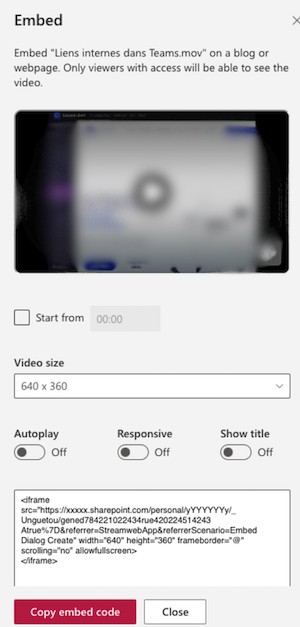 Embed
Embed "Liens internes dans Teams.mov" on a blog or
webpage. Only viewers with access will be able to see the
video.
Start from
00:00
Video size
640 x 360
Autoplay
Responsive
Show title
Off
Off
Off
<iframe
src="https://xxxxx.sharepoint.com/personal/yYYYYYYy/_
Unguetou/gened784221022434rue420224514243
Atrue%7D&referrer=StreamwebApp&referrerScenario=Embed
Dialog Create" width="640" height="360" frameborder="@"
scrolling="no" allowfullscreen>
</iframe>
Copy embed code
Close